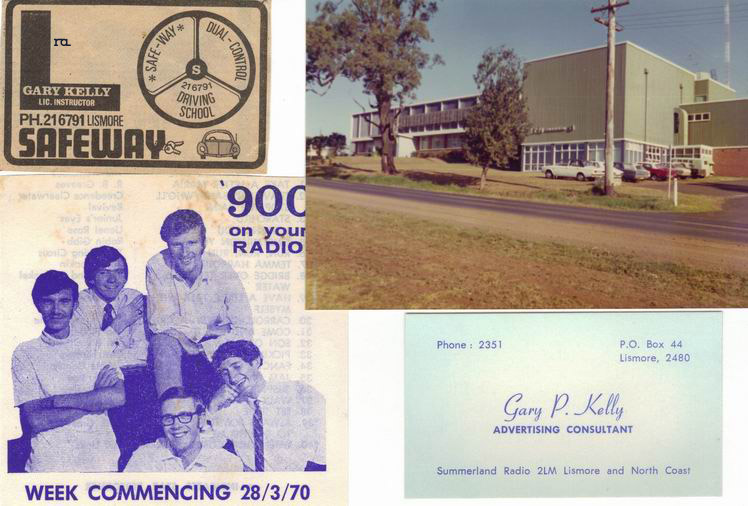 L
rd
GARY KELLY
LIC. INSTRUCTOR
PH.216791 LISMORE
SAFEWAY
*SAFE-WAY*
DUAL-CONTROL
S
216791
DRIVING
SCHOOL
'900
on your
RADIO
WEEK COMMENCING 28/3/70
Phone : 2351
P.O. Box 44
Lismore, 2480
Gary P. Kelly
ADVERTISING CONSULTANT
Summerland Radio 2LM Lismore and North Coast